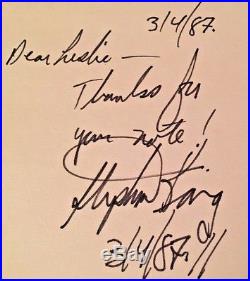 3/4/87.
Dear Leslie —
Thanks for
your note!
Stephen King
3/4/87